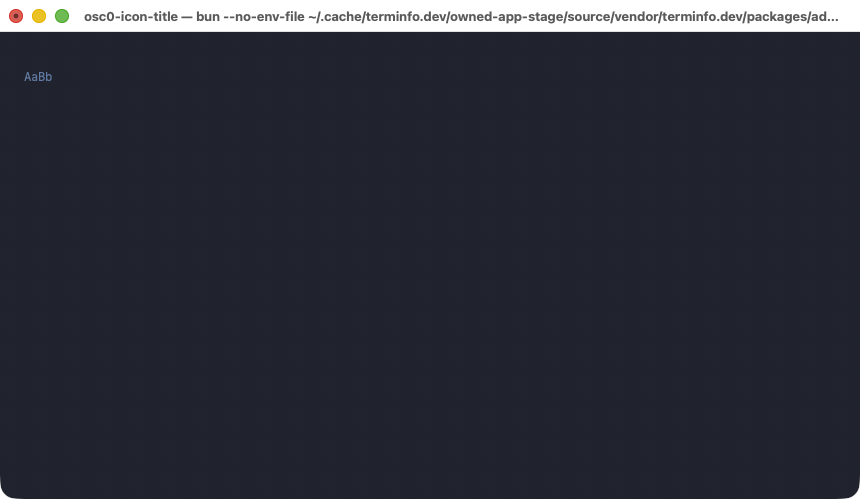 osc0-icon-title — bun --no-env-file ~/.cache/terminfo.dev/owned-app-stage/source/vendor/terminfo.dev/packages/ad...
AaBb